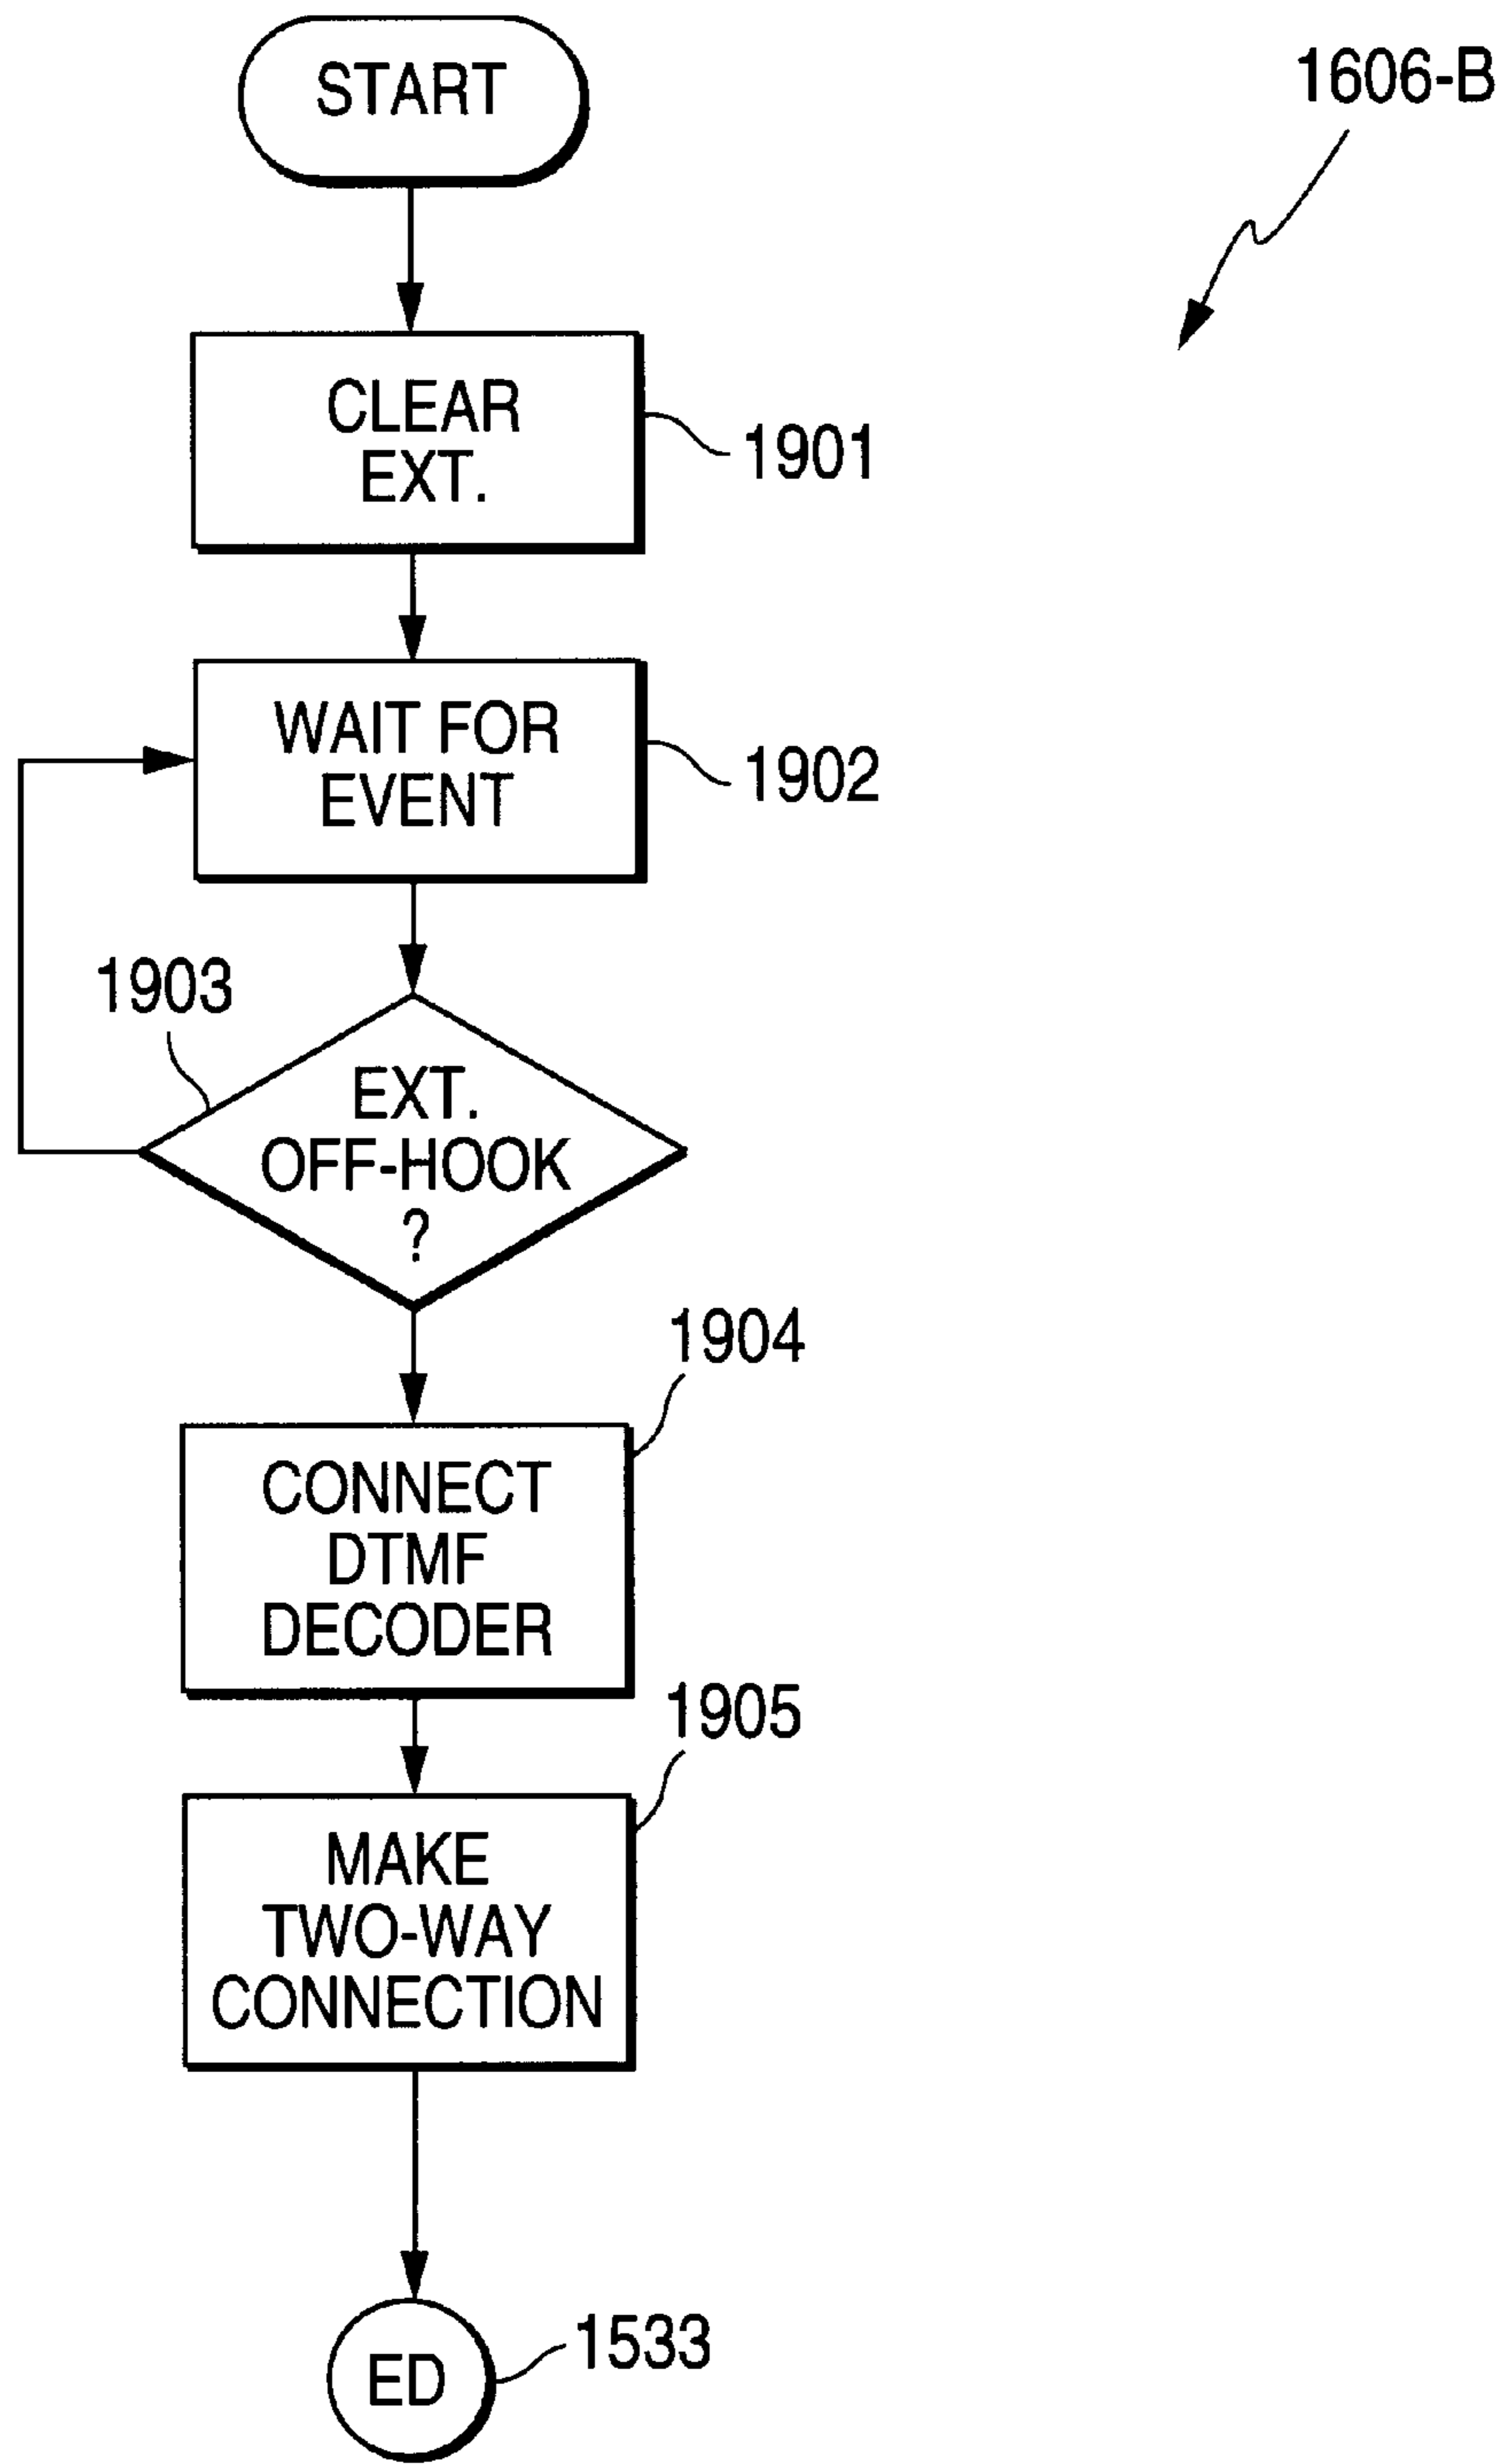 START
1606-B
CLEAR
EXT.
1901
WAIT FOR
EVENT
1902
1903
EXT.
OFF-HOOK
?
1904
CONNECT
DTMF
DECODER
1905
MAKE
TWO-WAY
CONNECTION
1533
ED